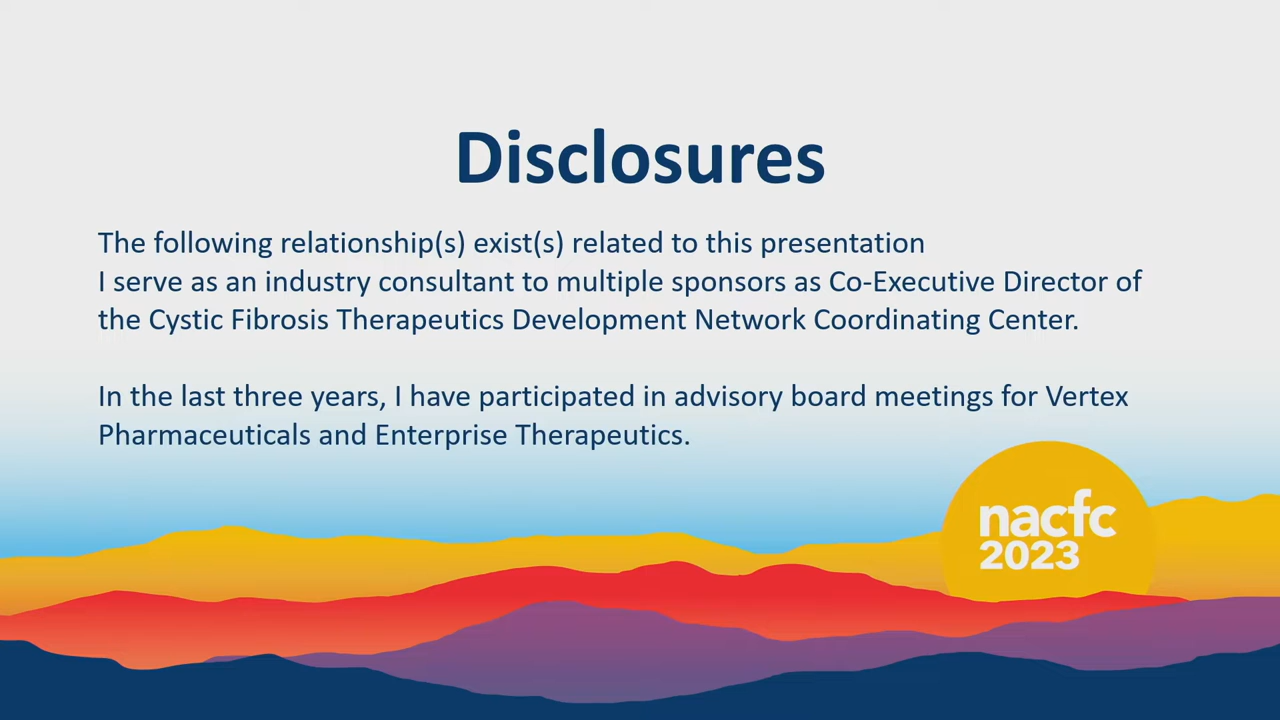 Disclosures
The following relationship(s) exist(s) related to this presentation
I serve as an industry consultant to multiple sponsors as Co-Executive Director of
the Cystic Fibrosis Therapeutics Development Network Coordinating Center.
In the last three years, I have participated in advisory board meetings for Vertex
Pharmaceuticals and Enterprise Therapeutics.
nacfc
2023